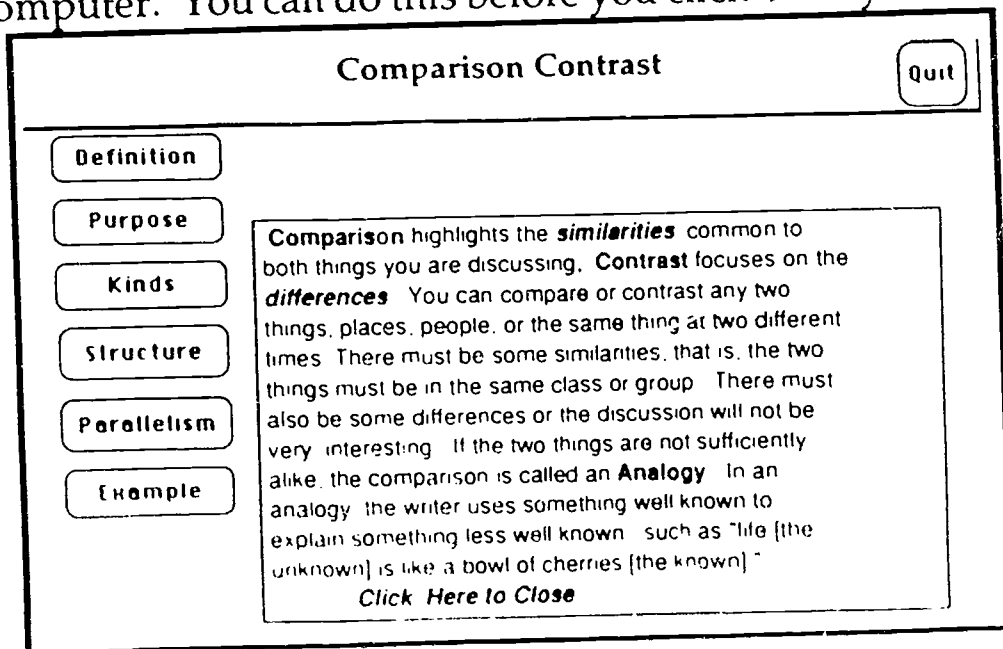 omputer. You can do this before you click
Comparison Contrast
Quit
Definition
Purpose
Kinds
Structure
Parallelism
Example
Comparison highlights the similarities common to
both things you are discussing, Contrast focuses on the
differences You can compare or contrast any two
things, places, people, or the same thing at two different
times There must be some similarities, that is, the two
things must be in the same class or group There must
also be some differences or the discussion will not be
very interesting If the two things are not sufficiently
alike, the comparison is called an Analogy In an
analogy the writer uses something well known to
explain something less well known such as "life [the
unknown] is like a bowl of cherries [the known] "
Click Here to Close